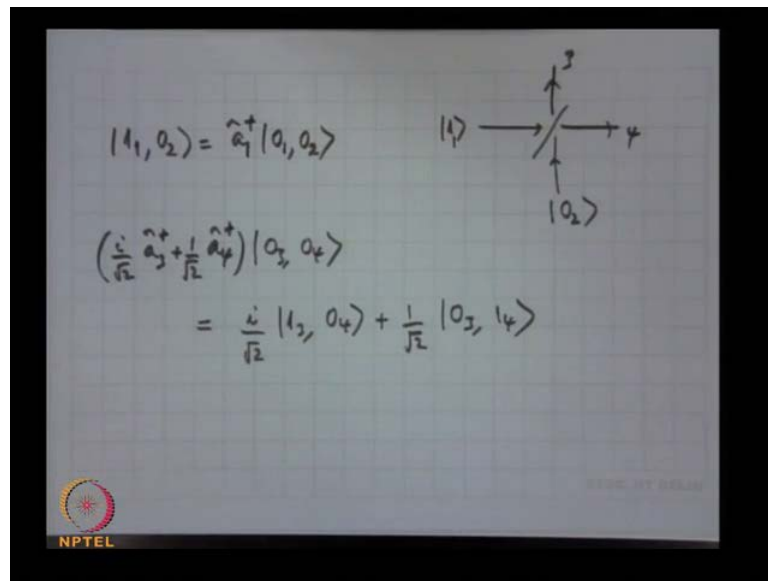 3
|1₁, 0₂⟩ = â₁⁺ |0₁, 0₂⟩
|1₁⟩
4
|0₂⟩
(i/√2 â₃⁺ + 1/√2 â₄⁺) |0₃, 0₄⟩
= i/√2 |1₃, 0₄⟩ + 1/√2 |0₃, 1₄⟩
NPTEL